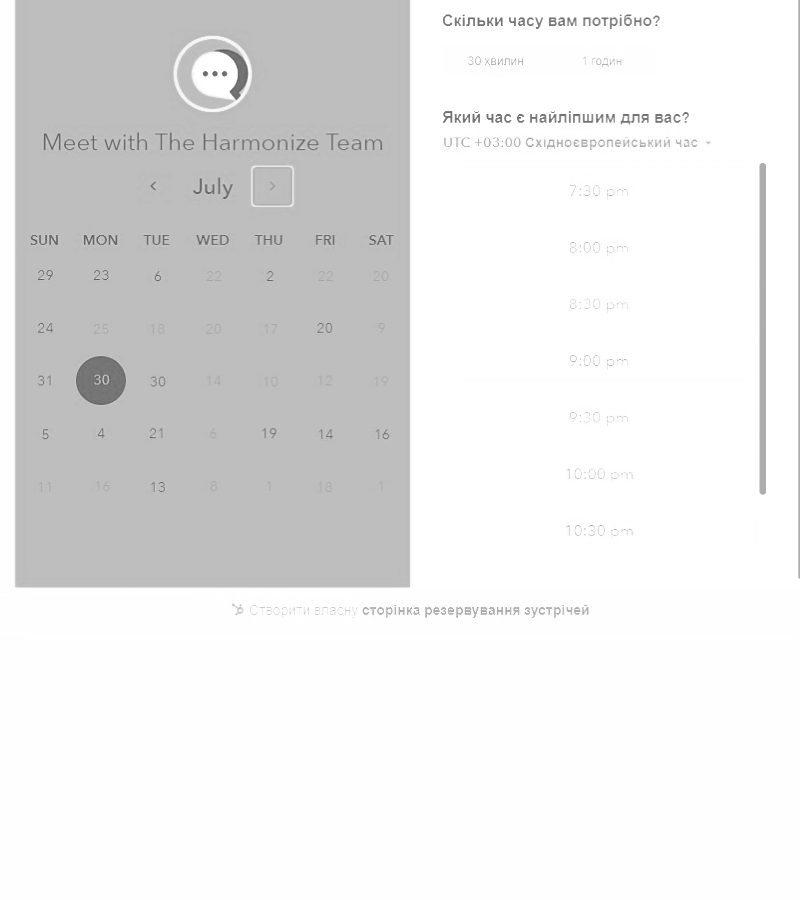 Meet with The Harmonize Team
July
SUN MON TUE WED THU FRI SAT
29 23 6 22 2 22 20
24 25 18 20 17 20 9
31 30 30 14 10 12 19
5 4 21 6 19 14 16
11 16 13 8 1 18 1
Скільки часу вам потрібно?
30 хвилин 1 годин
Який час є найліпшим для вас?
UTC +03:00 Східноєвропейський час
7:30 pm
8:00 pm
8:30 pm
9:00 pm
9:30 pm
10:00 pm
10:30 pm
Створити власну сторінка резервування зустрічей